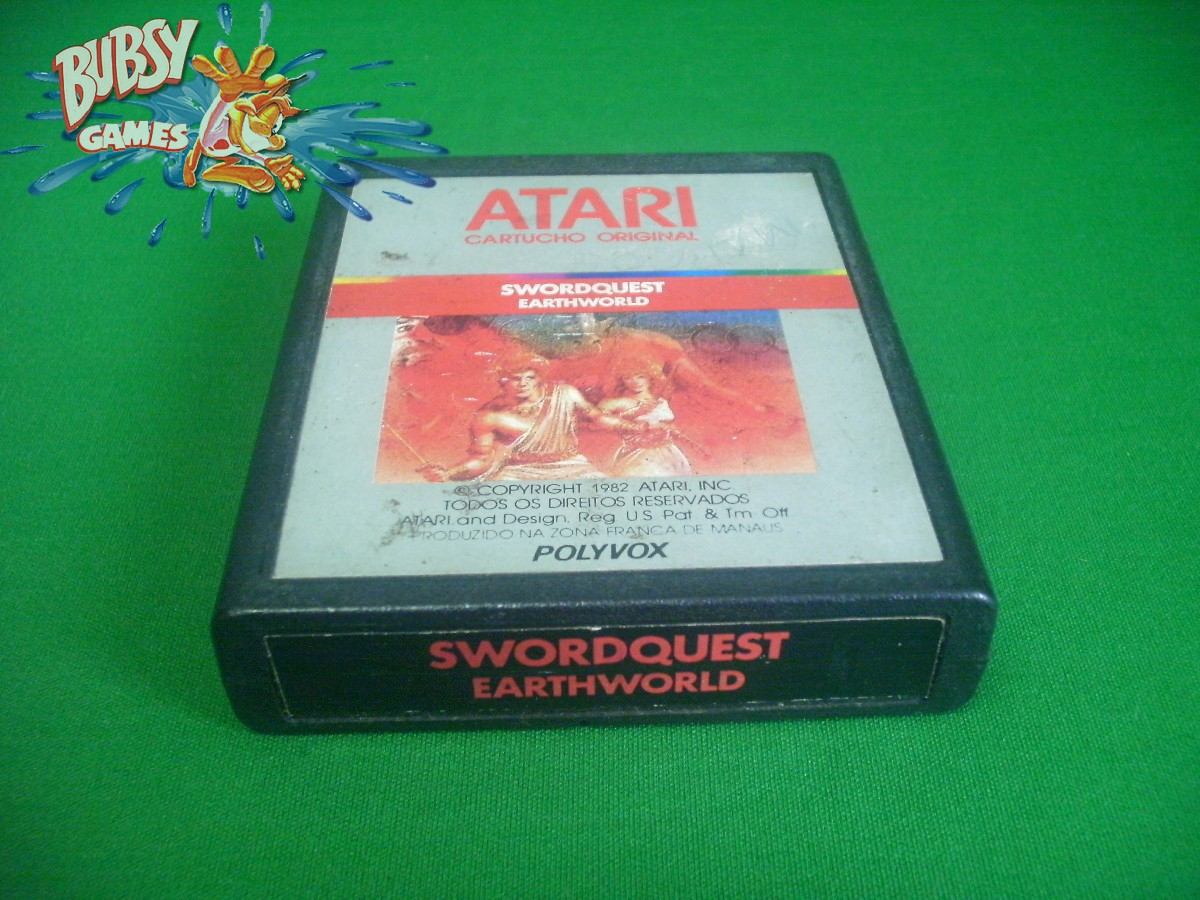 BUBSY
GAMES
ATARI
CARTUCHO ORIGINAL
SWORDQUEST
EARTHWORLD
© COPYRIGHT 1982 ATARI, INC
TODOS OS DIREITOS RESERVADOS
ATARI and Design, Reg U.S Pat & Tm Off
PRODUZIDO NA ZONA FRANCA DE MANAUS
POLYVOX
SWORDQUEST
EARTHWORLD